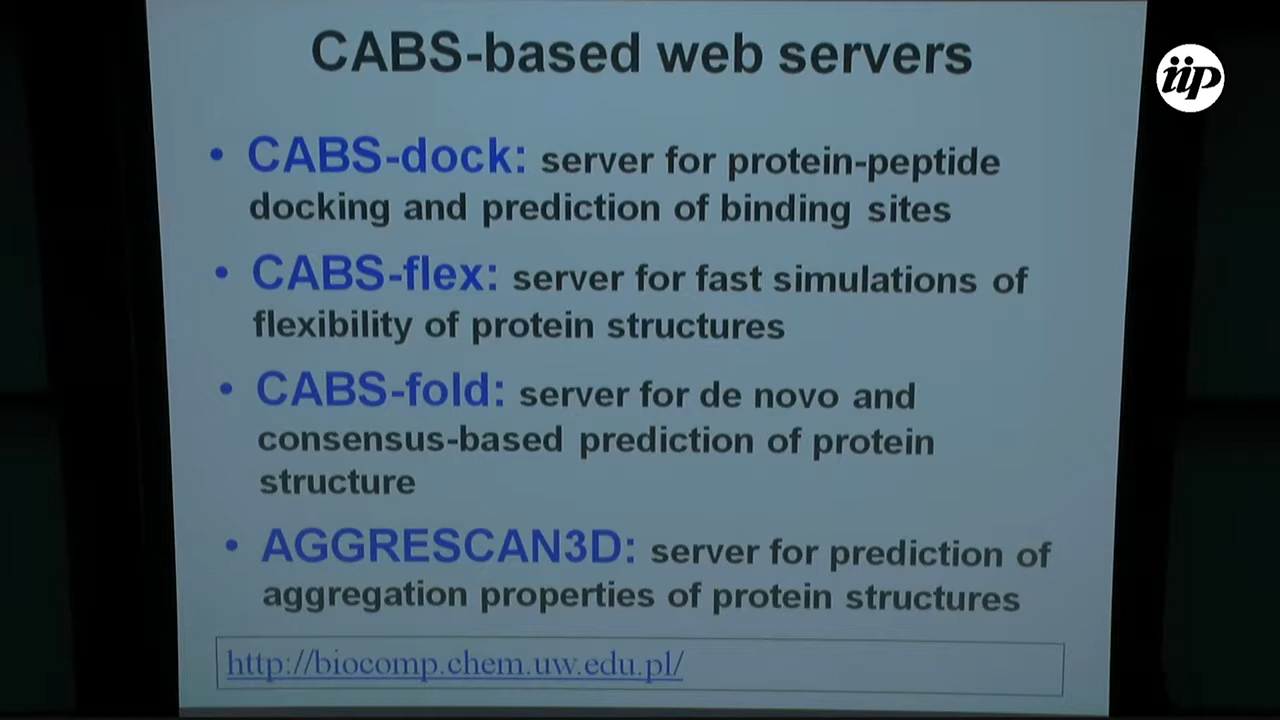 CABS-based web servers
iip
• CABS-dock: server for protein-peptide
docking and prediction of binding sites
• CABS-flex: server for fast simulations of
flexibility of protein structures
• CABS-fold: server for de novo and
consensus-based prediction of protein
structure
• AGGRESCAN3D: server for prediction of
aggregation properties of protein structures
http://biocomp.chem.uw.edu.pl/